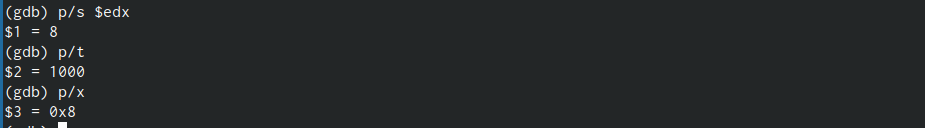 (gdb) p/s $edx
$1 = 8
(gdb) p/t
$2 = 1000
(gdb) p/x
$3 = 0x8